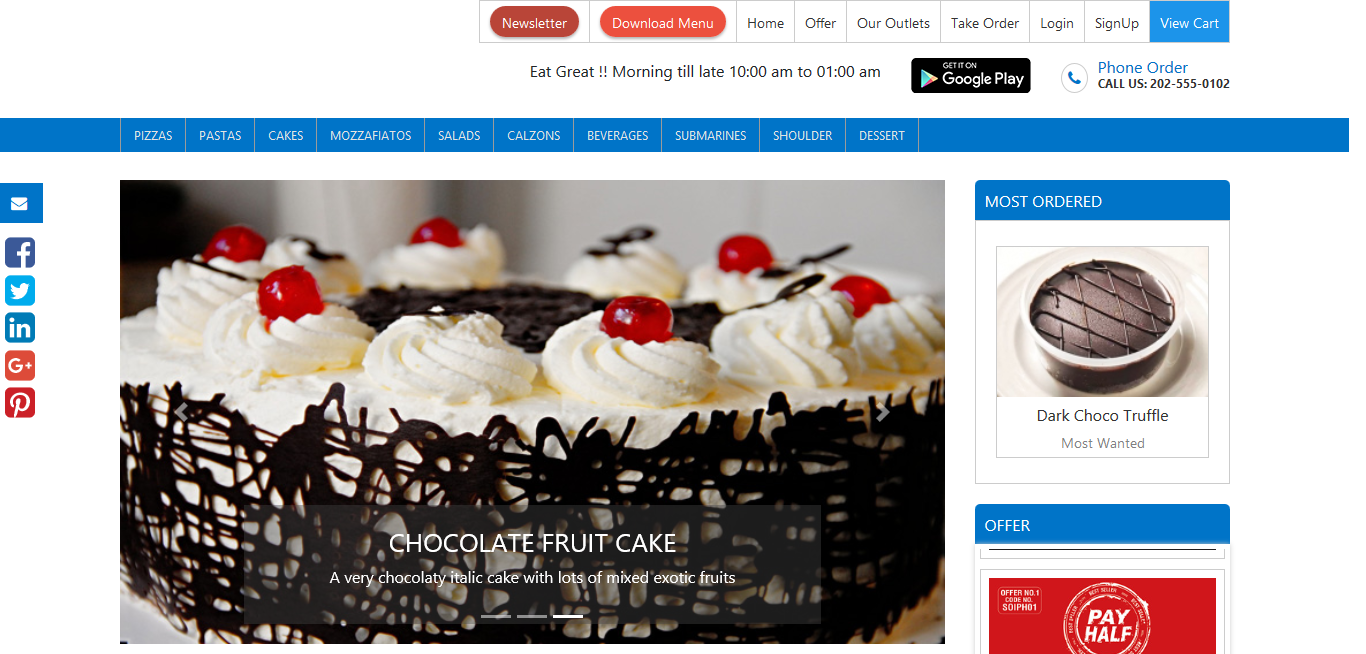 Newsletter Download Menu Home Offer Our Outlets Take Order Login SignUp View Cart
Eat Great !! Morning till late 10:00 am to 01:00 am
GET IT ON
Google Play
Phone Order
CALL US: 202-555-0102
PIZZAS PASTAS CAKES MOZZAFIATOS SALADS CALZONS BEVERAGES SUBMARINES SHOULDER DESSERT
CHOCOLATE FRUIT CAKE
A very chocolaty italic cake with lots of mixed exotic fruits
MOST ORDERED
Dark Choco Truffle
Most Wanted
OFFER
OFFER NO.1
CODE NO.
SOIPH01
BEST SELLER
PAY
HALF